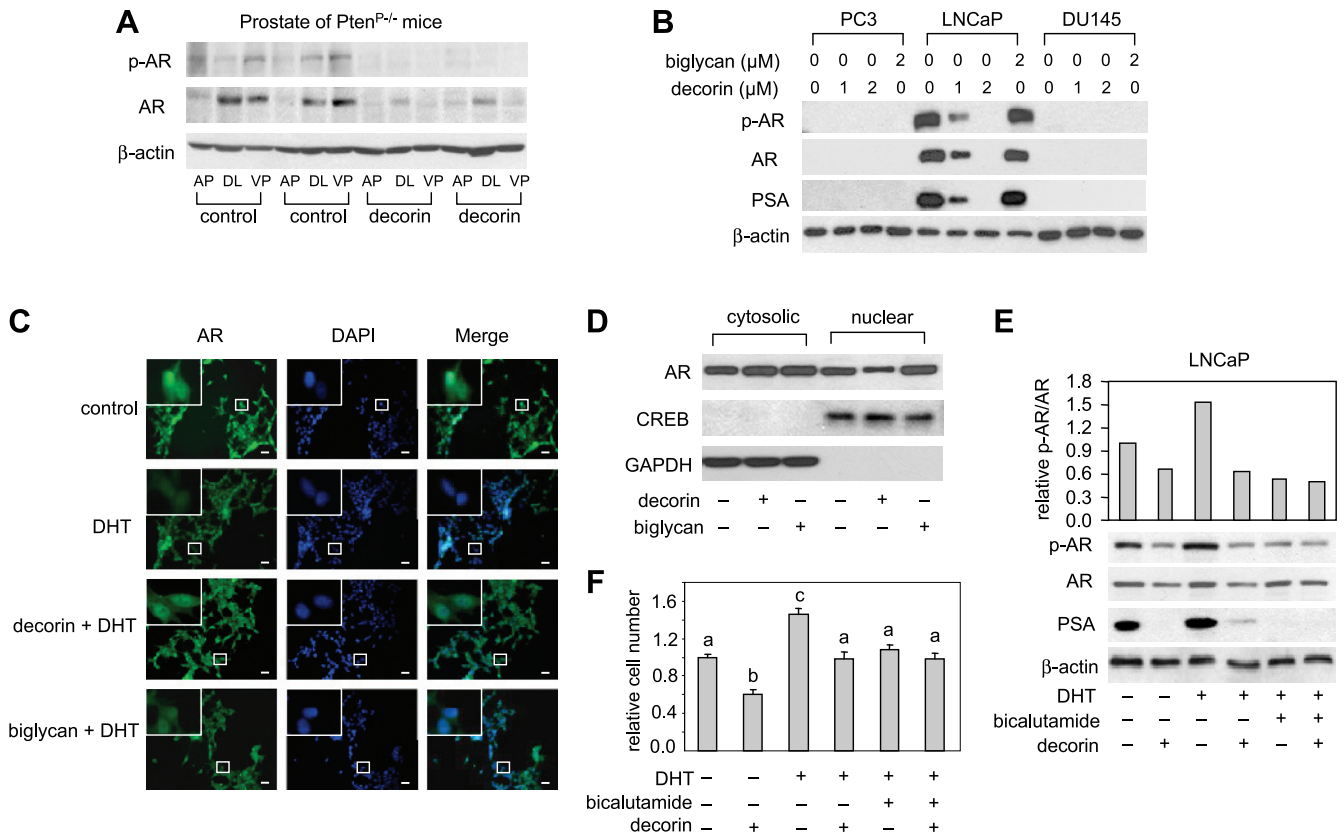 A
Prostate of Pten^P-/- mice
p-AR
AR
β-actin
AP DL VP AP DL VP AP DL VP AP DL VP
control control decorin decorin
B
PC3 LNCaP DU145
biglycan (μM) 0 0 0 2 0 0 0 2 0 0 0 2
decorin (μM) 0 1 2 0 0 1 2 0 0 1 2 0
p-AR
AR
PSA
β-actin
C
AR DAPI Merge
control
DHT
decorin + DHT
biglycan + DHT
D
cytosolic nuclear
AR
CREB
GAPDH
decorin – + – – + –
biglycan – – + – – +
E
LNCaP
relative p-AR/AR
1.8
1.5
1.2
0.9
0.6
0.3
0.0
p-AR
AR
PSA
β-actin
DHT – – + + + +
bicalutamide – – – – + +
decorin – + – + – +
F
relative cell number
1.6
1.2
0.8
0.4
0.0
a b c a a a
DHT – – + + + +
bicalutamide – – – – + +
decorin – + – + – +